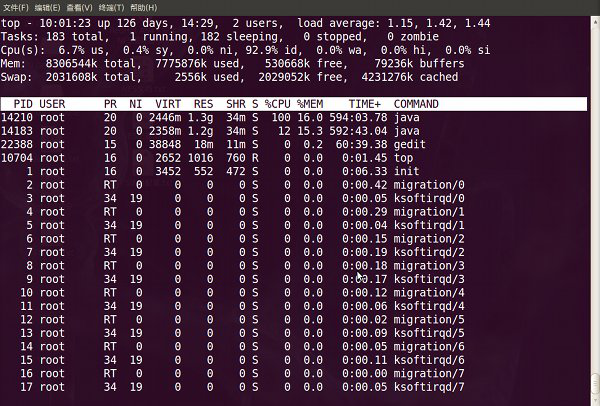 文件(F) 编辑(E) 查看(V) 终端(T) 帮助(H)
top - 10:01:23 up 126 days, 14:29,  2 users,  load average: 1.15, 1.42, 1.44
Tasks: 183 total,   1 running, 182 sleeping,   0 stopped,   0 zombie
Cpu(s):  6.7%us,  0.4%sy,  0.0%ni, 92.9%id,  0.0%wa,  0.0%hi,  0.0%si
Mem:   8306544k total,  7775876k used,   530668k free,    79236k buffers
Swap:  2031608k total,     2556k used,  2029052k free,  4231276k cached
  PID USER      PR  NI  VIRT  RES  SHR S %CPU %MEM    TIME+  COMMAND
14210 root      20   0 2446m 1.3g  34m S  100 16.0 594:03.78 java
14183 root      20   0 2358m 1.2g  34m S   12 15.3 592:43.04 java
22388 root      15   0 38848  18m  11m S    0  0.2  60:39.38 gedit
10704 root      16   0  2652 1016  760 R    0  0.0   0:01.45 top
    1 root      16   0  3452  552  472 S    0  0.0   0:06.33 init
    2 root      RT   0     0    0    0 S    0  0.0   0:00.42 migration/0
    3 root      34  19     0    0    0 S    0  0.0   0:00.05 ksoftirqd/0
    4 root      RT   0     0    0    0 S    0  0.0   0:00.29 migration/1
    5 root      34  19     0    0    0 S    0  0.0   0:00.04 ksoftirqd/1
    6 root      RT   0     0    0    0 S    0  0.0   0:00.15 migration/2
    7 root      34  19     0    0    0 S    0  0.0   0:00.19 ksoftirqd/2
    8 root      RT   0     0    0    0 S    0  0.0   0:00.18 migration/3
    9 root      34  19     0    0    0 S    0  0.0   0:00.17 ksoftirqd/3
   10 root      RT   0     0    0    0 S    0  0.0   0:00.12 migration/4
   11 root      34  19     0    0    0 S    0  0.0   0:00.06 ksoftirqd/4
   12 root      RT   0     0    0    0 S    0  0.0   0:00.02 migration/5
   13 root      34  19     0    0    0 S    0  0.0   0:00.09 ksoftirqd/5
   14 root      RT   0     0    0    0 S    0  0.0   0:00.05 migration/6
   15 root      34  19     0    0    0 S    0  0.0   0:00.11 ksoftirqd/6
   16 root      RT   0     0    0    0 S    0  0.0   0:00.00 migration/7
   17 root      34  19     0    0    0 S    0  0.0   0:00.05 ksoftirqd/7